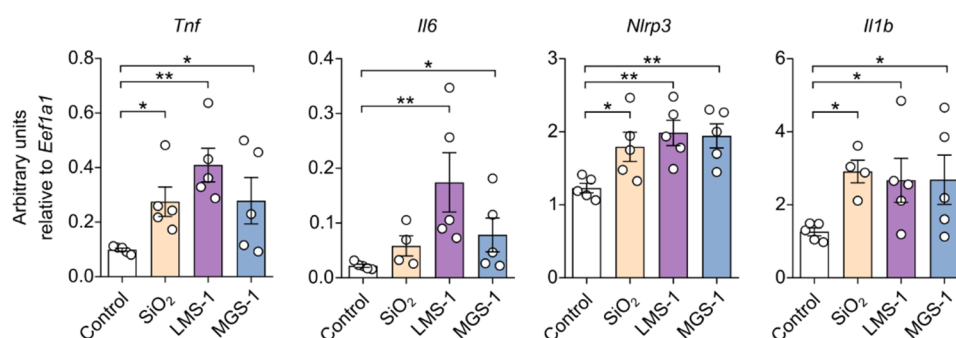 Tnf
Il6
Nlrp3
Il1b
Arbitrary units
relative to Eef1a1
0.8
0.6
0.4
0.2
0.0
*
**
*
Control
SiO₂
LMS-1
MGS-1
0.4
0.3
0.2
0.1
0.0
*
**
Control
SiO₂
LMS-1
MGS-1
3
2
1
0
**
**
*
Control
SiO₂
LMS-1
MGS-1
6
4
2
0
*
*
*
Control
SiO₂
LMS-1
MGS-1